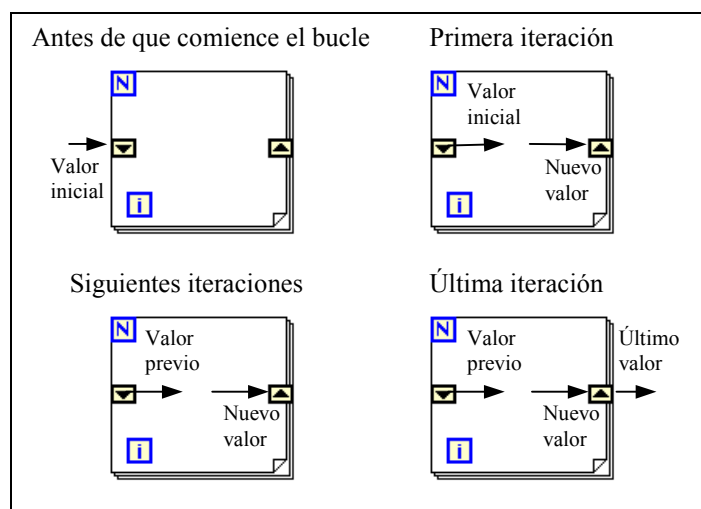 Antes de que comience el bucle
N
Valor
inicial
i
Primera iteración
N
Valor
inicial
Nuevo
valor
i
Siguientes iteraciones
N
Valor
previo
Nuevo
valor
i
Última iteración
N
Valor
previo
Nuevo
valor
Último
valor
i